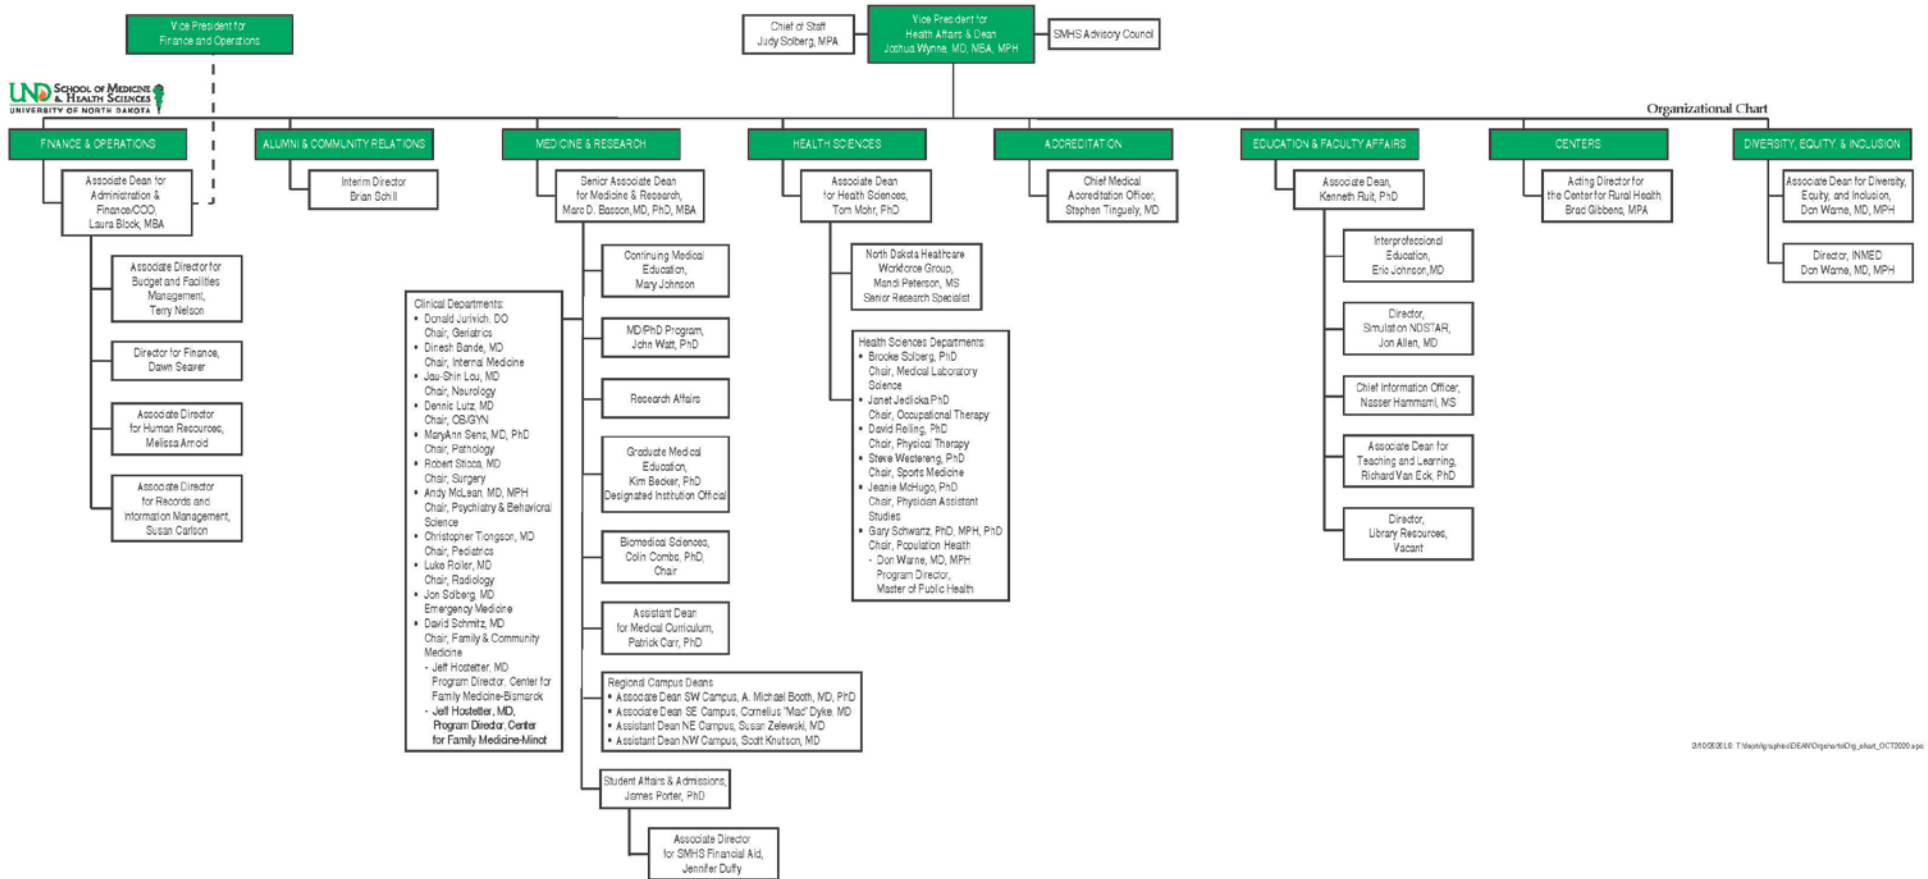 Vice President for
Finance and Operations
Chief of Staff
Judy Solberg, MPA
Vice President for
Health Affairs & Dean
Joshua Wynne, MD, MBA, MPH
SMHS Advisory Council
UND SCHOOL OF MEDICINE
& HEALTH SCIENCES
UNIVERSITY OF NORTH DAKOTA
Organizational Chart
FINANCE & OPERATIONS
Associate Dean for
Administration &
Finance/COO,
Laura Block, MBA
Associate Director for
Budget and Facilities
Management,
Terry Nelson
Director for Finance,
Dawn Seaver
Associate Director
for Human Resources,
Melissa Arnold
Associate Director
for Records and
Information Management,
Susan Carlson
ALUMNI & COMMUNITY RELATIONS
Interim Director
Brian Schill
MEDICINE & RESEARCH
Senior Associate Dean
for Medicine & Research,
Marc D. Basson, MD, PhD, MBA
Clinical Departments:
• Donald Jurivich, DO
Chair, Geriatrics
• Dinesh Bande, MD
Chair, Internal Medicine
• Jau-Shin Lou, MD
Chair, Neurology
• Dennis Lutz, MD
Chair, OB/GYN
• MaryAnn Sens, MD, PhD
Chair, Pathology
• Robert Sticca, MD
Chair, Surgery
• Andy McLean, MD, MPH
Chair, Psychiatry & Behavioral
Science
• Christopher Tiongson, MD
Chair, Pediatrics
• Luke Roller, MD
Chair, Radiology
• Jon Solberg, MD
Emergency Medicine
• David Schmitz, MD
Chair, Family & Community
Medicine
- Jeff Hostetter, MD
Program Director, Center for
Family Medicine-Bismarck
- Jeff Hostetter, MD,
Program Director, Center
for Family Medicine-Minot
Continuing Medical
Education,
Mary Johnson
MD/PhD Program,
John Watt, PhD
Research Affairs
Graduate Medical
Education,
Kim Becker, PhD
Designated Institution Official
Biomedical Sciences,
Colin Combs, PhD,
Chair
Assistant Dean
for Medical Curriculum,
Patrick Carr, PhD
Regional Campus Deans
• Associate Dean SW Campus, A. Michael Booth, MD, PhD
• Associate Dean SE Campus, Cornelius "Mac" Dyke, MD
• Assistant Dean NE Campus, Susan Zelewski, MD
• Assistant Dean NW Campus, Scott Knutson, MD
Student Affairs & Admissions,
James Porter, PhD
Associate Director
for SMHS Financial Aid,
Jennifer Duffy
HEALTH SCIENCES
Associate Dean
for Health Sciences,
Tom Mohr, PhD
North Dakota Healthcare
Workforce Group,
Mandi Peterson, MS
Senior Research Specialist
Health Sciences Departments:
• Brooke Solberg, PhD
Chair, Medical Laboratory
Science
• Janet Jedlicka PhD
Chair, Occupational Therapy
• David Relling, PhD
Chair, Physical Therapy
• Steve Westereng, PhD
Chair, Sports Medicine
• Jeanie McHugo, PhD
Chair, Physician Assistant
Studies
• Gary Schwartz, PhD, MPH, PhD
Chair, Population Health
- Don Warne, MD, MPH
Program Director,
Master of Public Health
ACCREDITATION
Chief Medical
Accreditation Officer,
Stephen Tinguely, MD
EDUCATION & FACULTY AFFAIRS
Associate Dean,
Kenneth Ruit, PhD
Interprofessional
Education,
Eric Johnson, MD
Director,
Simulation NDSTAR,
Jon Allen, MD
Chief Information Officer,
Nasser Hammami, MS
Associate Dean for
Teaching and Learning,
Richard Van Eck, PhD
Director,
Library Resources,
Vacant
CENTERS
Acting Director for
the Center for Rural Health,
Brad Gibbens, MPA
DIVERSITY, EQUITY, & INCLUSION
Associate Dean for Diversity,
Equity, and Inclusion,
Don Warne, MD, MPH
Director, INMED
Don Warne, MD, MPH